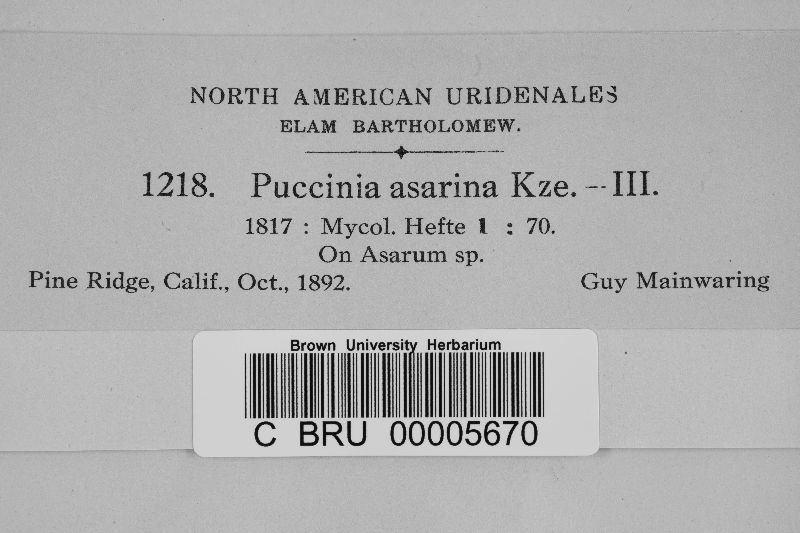 NORTH AMERICAN URIDENALES
ELAM BARTHOLOMEW.
1218. Puccinia asarina Kze. -- III.
1817 : Mycol. Hefte 1 : 70.
On Asarum sp.
Pine Ridge, Calif., Oct., 1892. Guy Mainwaring
Brown University Herbarium
C BRU 00005670